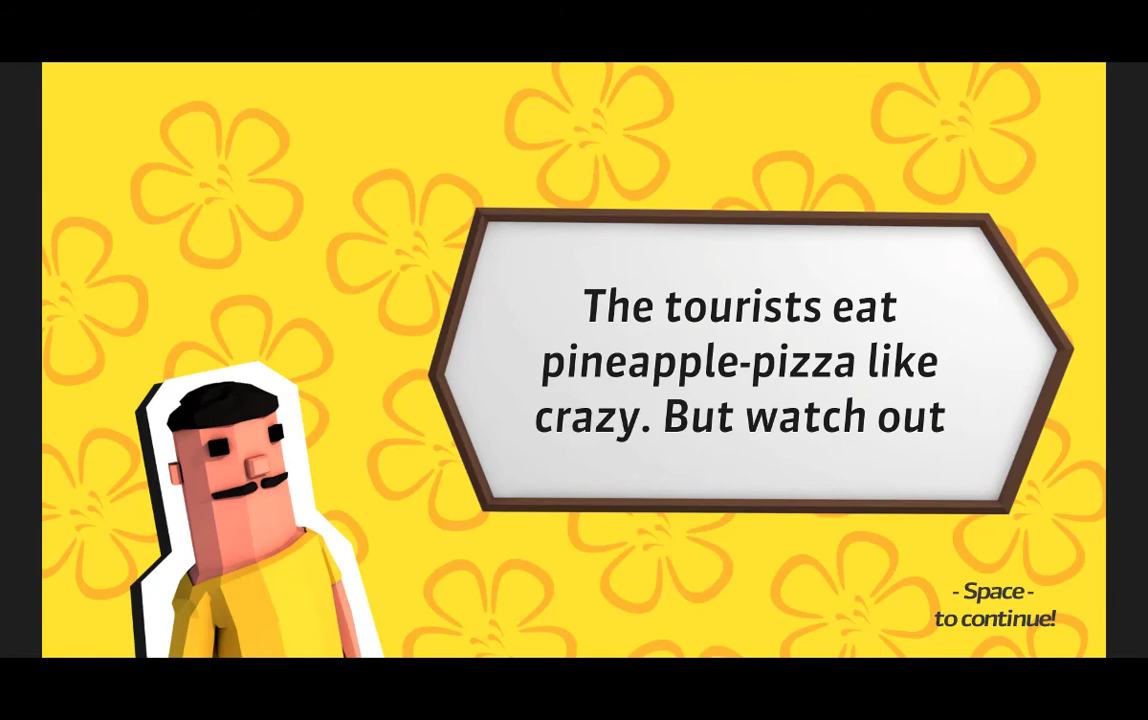 The tourists eat
pineapple-pizza like
crazy. But watch out
- Space -
to continue!